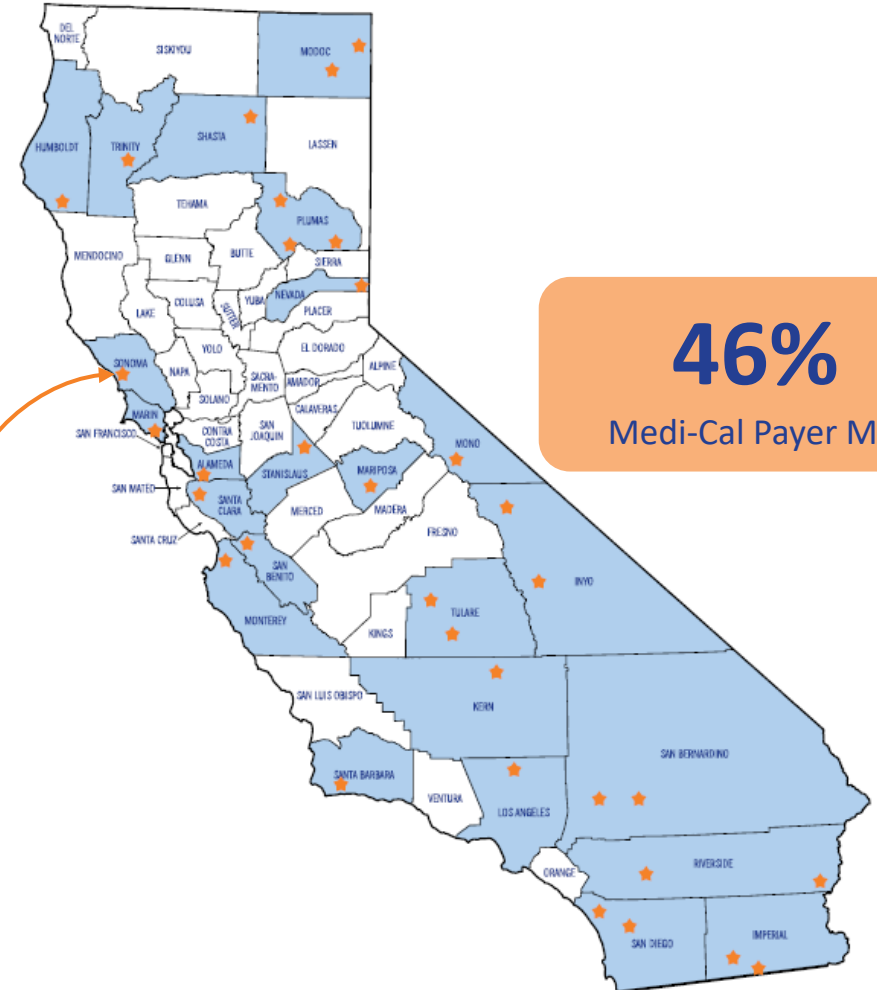 DEL
NORTE
SISKIYOU
MODOC
HUMBOLDT
TRINITY
SHASTA
LASSEN
TEHAMA
PLUMAS
MENDOCINO
GLENN
BUTTE
SIERRA
LAKE
COLUSA
SUTTER
YUBA
NEVADA
PLACER
YOLO
EL DORADO
SONOMA
NAPA
SACRA-
MENTO
AMADOR
ALPINE
SOLANO
CALAVERAS
MARIN
SAN FRANCISCO
CONTRA
COSTA
SAN
JOAQUIN
TUOLUMNE
MONO
ALAMEDA
STANISLAUS
MARIPOSA
SAN MATEO
SANTA
CLARA
MERCED
MADERA
SANTA CRUZ
FRESNO
SAN
BENITO
INYO
MONTEREY
KINGS
TULARE
SAN LUIS OBISPO
KERN
SAN BERNARDINO
SANTA BARBARA
VENTURA
LOS ANGELES
ORANGE
RIVERSIDE
SAN DIEGO
IMPERIAL
46%
Medi-Cal Payer M